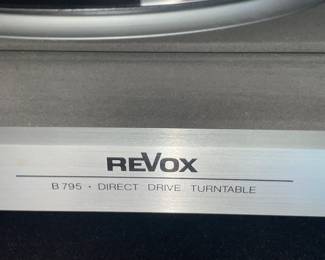 REVOX
B795 · DIRECT DRIVE TURNTABLE